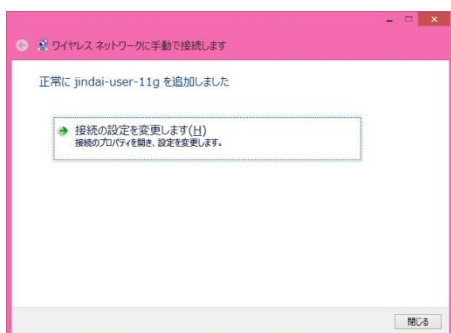 ワイヤレス ネットワークに手動で接続します
正常に jindai-user-11g を追加しました
接続の設定を変更します(H)
接続のプロパティを開き、設定を変更します。
閉じる